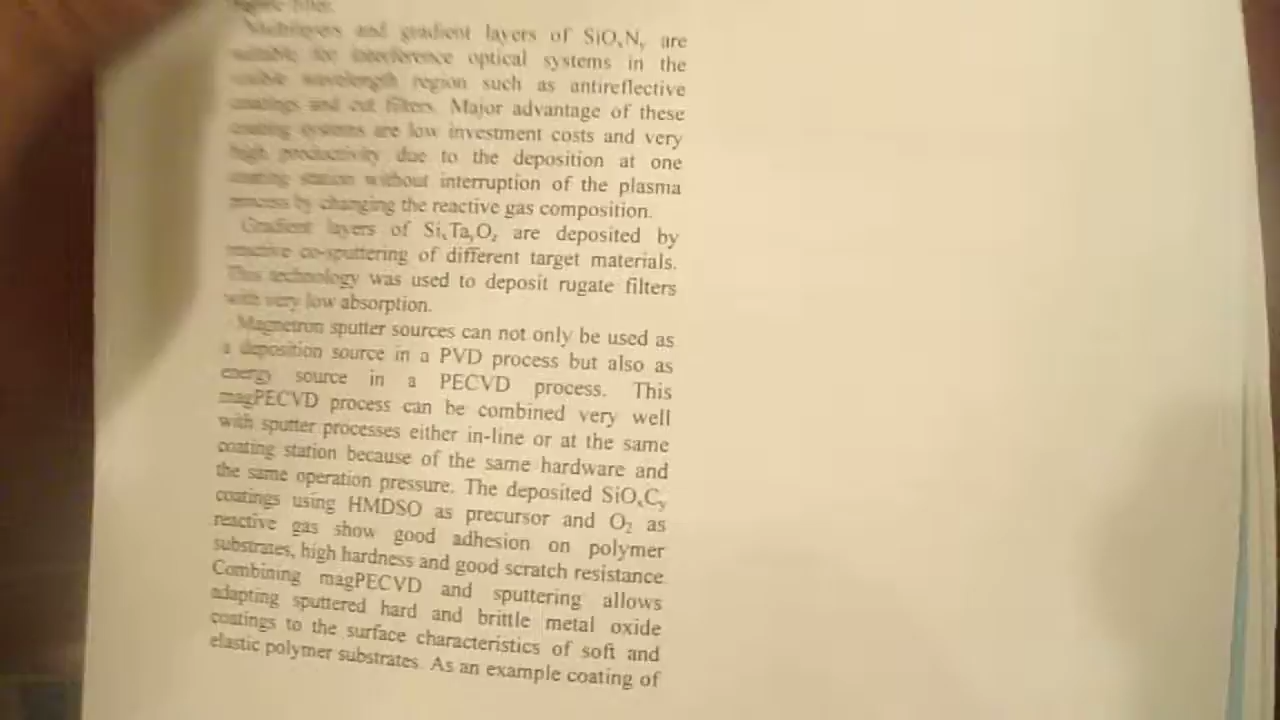 Multilayers and gradient layers of SiOₓNᵧ are
suitable for interference optical systems in the
visible wavelength region such as antireflective
coatings and cut filters. Major advantage of these
coating systems are low investment costs and very
high productivity due to the deposition at one
coating station without interruption of the plasma
process by changing the reactive gas composition.
Gradient layers of SiₓTaᵧO_z are deposited by
reactive co-sputtering of different target materials.
This technology was used to deposit rugate filters
with very low absorption.
Magnetron sputter sources can not only be used as
a deposition source in a PVD process but also as
energy source in a PECVD process. This
magPECVD process can be combined very well
with sputter processes either in-line or at the same
coating station because of the same hardware and
the same operation pressure. The deposited SiOₓCᵧ
coatings using HMDSO as precursor and O₂ as
reactive gas show good adhesion on polymer
substrates, high hardness and good scratch resistance.
Combining magPECVD and sputtering allows
adapting sputtered hard and brittle metal oxide
coatings to the surface characteristics of soft and
elastic polymer substrates. As an example coating of